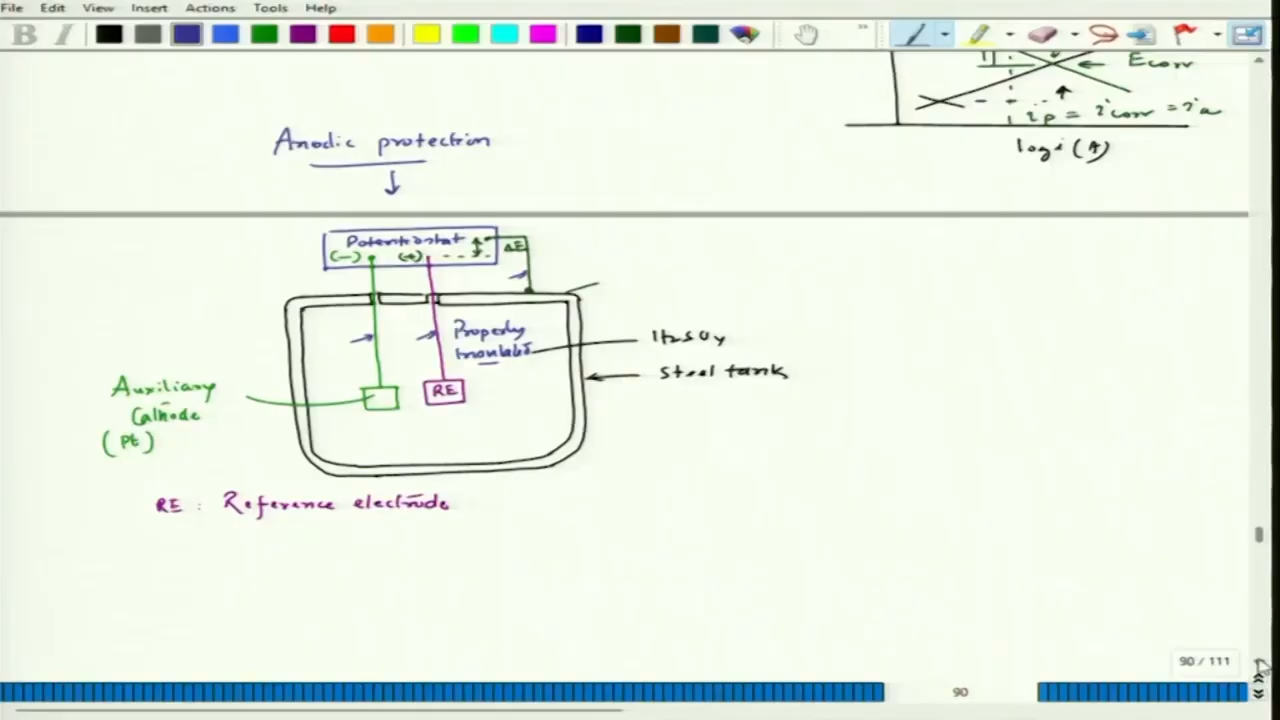 File Edit View Insert Actions Tools Help
B I
Ecorr
ip = icorr = ia
log i (A)
Anodic protection
Potentiostat
(-) (+) ΔE
Properly
insulated
H2SO4
Steel tank
Auxiliary
Cathode
(Pt)
RE
RE : Reference electrode
90 / 111
90